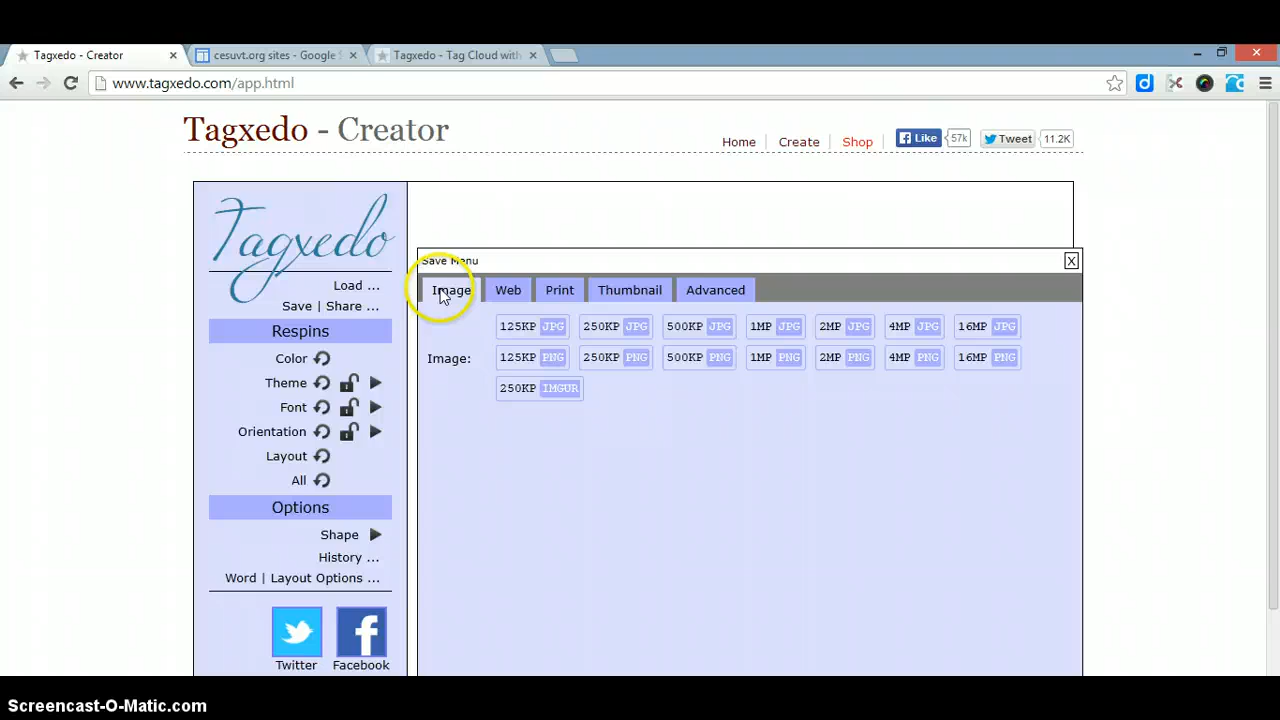 Tagxedo - Creator
cesuvt.org sites - Google S
Tagxedo - Tag Cloud with
www.tagxedo.com/app.html
Tagxedo - Creator
Home
Create
Shop
Like
57k
Tweet
11.2K
Tagxedo
Load ...
Save | Share ...
Respins
Color
Theme
Font
Orientation
Layout
All
Options
Shape
History ...
Word | Layout Options ...
Twitter
Facebook
Save Menu
X
Image
Web
Print
Thumbnail
Advanced
125KP JPG 250KP JPG 500KP JPG 1MP JPG 2MP JPG 4MP JPG 16MP JPG
Image: 125KP PNG 250KP PNG 500KP PNG 1MP PNG 2MP PNG 4MP PNG 16MP PNG
250KP IMGUR
Screencast-O-Matic.com